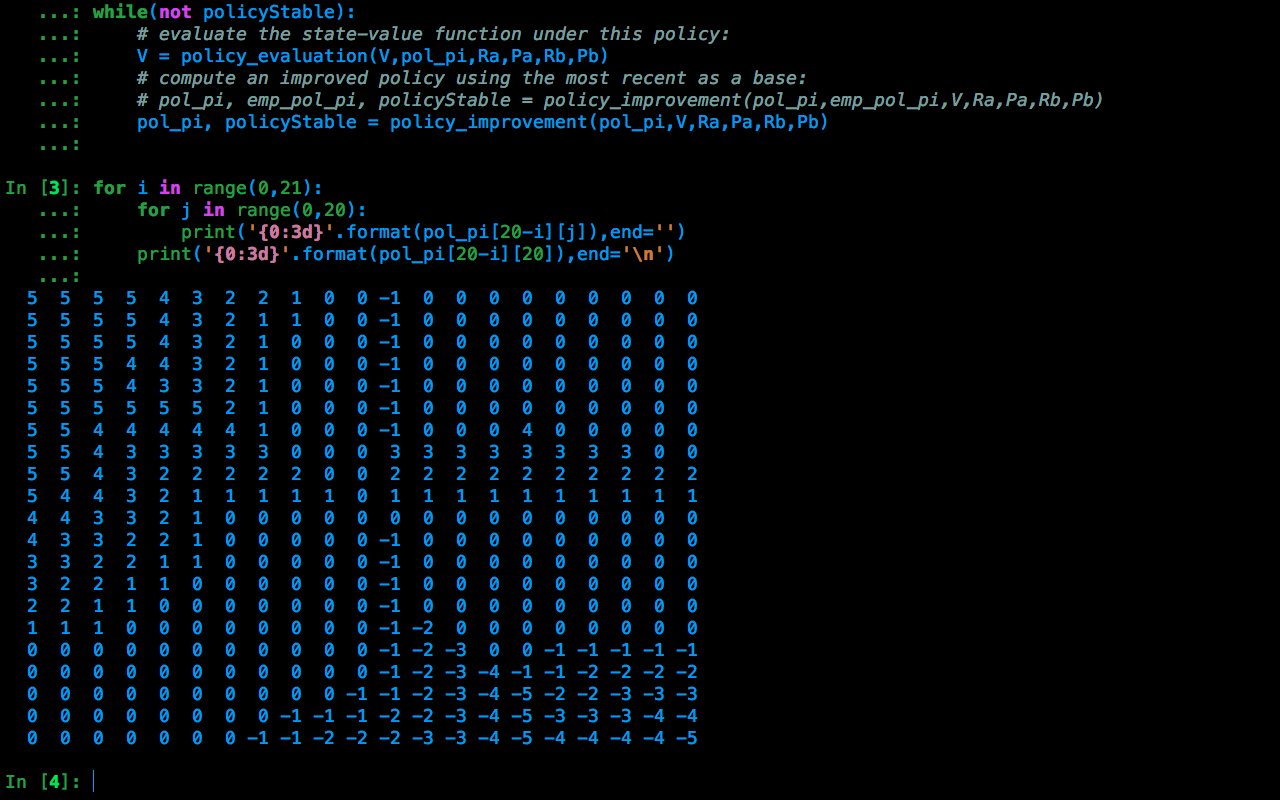 ...: while(not policyStable):
   ...:     # evaluate the state-value function under this policy:
   ...:     V = policy_evaluation(V,pol_pi,Ra,Pa,Rb,Pb)
   ...:     # compute an improved policy using the most recent as a base:
   ...:     # pol_pi, emp_pol_pi, policyStable = policy_improvement(pol_pi,emp_pol_pi,V,Ra,Pa,Rb,Pb)
   ...:     pol_pi, policyStable = policy_improvement(pol_pi,V,Ra,Pa,Rb,Pb)
   ...:
In [3]: for i in range(0,21):
   ...:     for j in range(0,20):
   ...:         print('{0:3d}'.format(pol_pi[20-i][j]),end='')
   ...:     print('{0:3d}'.format(pol_pi[20-i][20]),end='\n')
   ...:
  5  5  5  5  4  3  2  2  1  0  0 -1  0  0  0  0  0  0  0  0  0
  5  5  5  5  4  3  2  1  1  0  0 -1  0  0  0  0  0  0  0  0  0
  5  5  5  5  4  3  2  1  0  0  0 -1  0  0  0  0  0  0  0  0  0
  5  5  5  4  4  3  2  1  0  0  0 -1  0  0  0  0  0  0  0  0  0
  5  5  5  4  3  3  2  1  0  0  0 -1  0  0  0  0  0  0  0  0  0
  5  5  5  5  5  5  2  1  0  0  0 -1  0  0  0  0  0  0  0  0  0
  5  5  4  4  4  4  4  1  0  0  0 -1  0  0  0  4  0  0  0  0  0
  5  5  4  3  3  3  3  3  0  0  0  3  3  3  3  3  3  3  3  0  0
  5  5  4  3  2  2  2  2  2  0  0  2  2  2  2  2  2  2  2  2  2
  5  4  4  3  2  1  1  1  1  1  0  1  1  1  1  1  1  1  1  1  1
  4  4  3  3  2  1  0  0  0  0  0  0  0  0  0  0  0  0  0  0  0
  4  3  3  2  2  1  0  0  0  0  0 -1  0  0  0  0  0  0  0  0  0
  3  3  2  2  1  1  0  0  0  0  0 -1  0  0  0  0  0  0  0  0  0
  3  2  2  1  1  0  0  0  0  0  0 -1  0  0  0  0  0  0  0  0  0
  2  2  1  1  0  0  0  0  0  0  0 -1  0  0  0  0  0  0  0  0  0
  1  1  1  0  0  0  0  0  0  0  0 -1 -2  0  0  0  0  0  0  0  0
  0  0  0  0  0  0  0  0  0  0  0 -1 -2 -3  0  0 -1 -1 -1 -1 -1
  0  0  0  0  0  0  0  0  0  0  0 -1 -2 -3 -4 -1 -1 -2 -2 -2 -2
  0  0  0  0  0  0  0  0  0  0 -1 -1 -2 -3 -4 -5 -2 -2 -3 -3 -3
  0  0  0  0  0  0  0  0 -1 -1 -1 -2 -2 -3 -4 -5 -3 -3 -3 -4 -4
  0  0  0  0  0  0  0 -1 -1 -2 -2 -2 -3 -3 -4 -5 -4 -4 -4 -4 -5
In [4]: